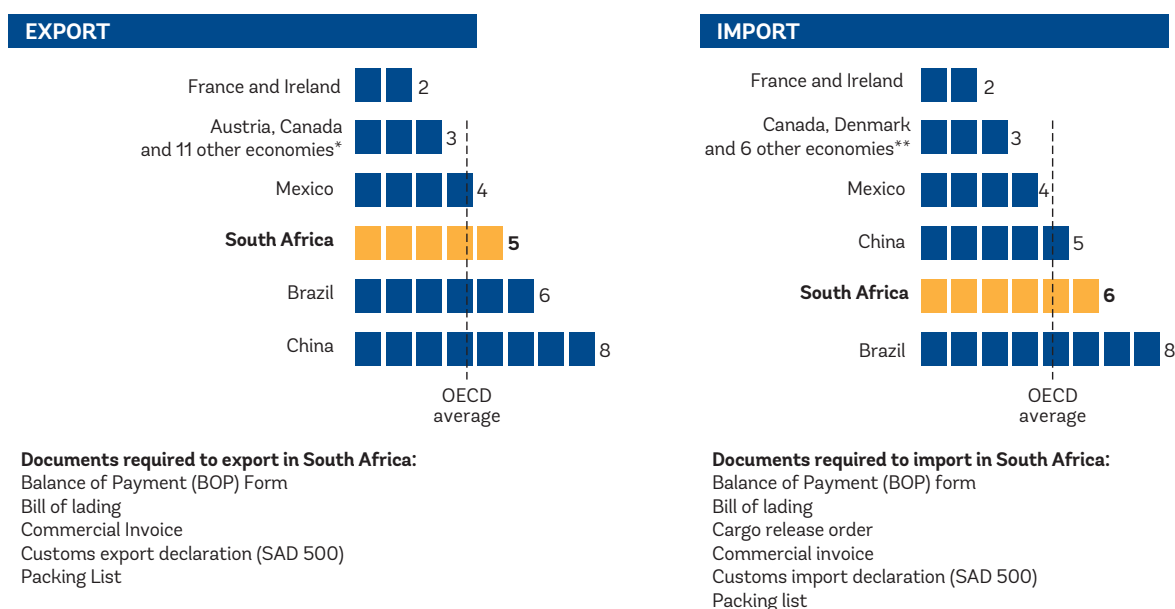 EXPORT
France and Ireland 2
Austria, Canada
and 11 other economies* 3
Mexico 4
South Africa 5
Brazil 6
China 8
OECD
average
Documents required to export in South Africa:
Balance of Payment (BOP) Form
Bill of lading
Commercial Invoice
Customs export declaration (SAD 500)
Packing List
IMPORT
France and Ireland 2
Canada, Denmark
and 6 other economies** 3
Mexico 4
China 5
South Africa 6
Brazil 8
OECD
average
Documents required to import in South Africa:
Balance of Payment (BOP) form
Bill of lading
Cargo release order
Commercial invoice
Customs import declaration (SAD 500)
Packing list